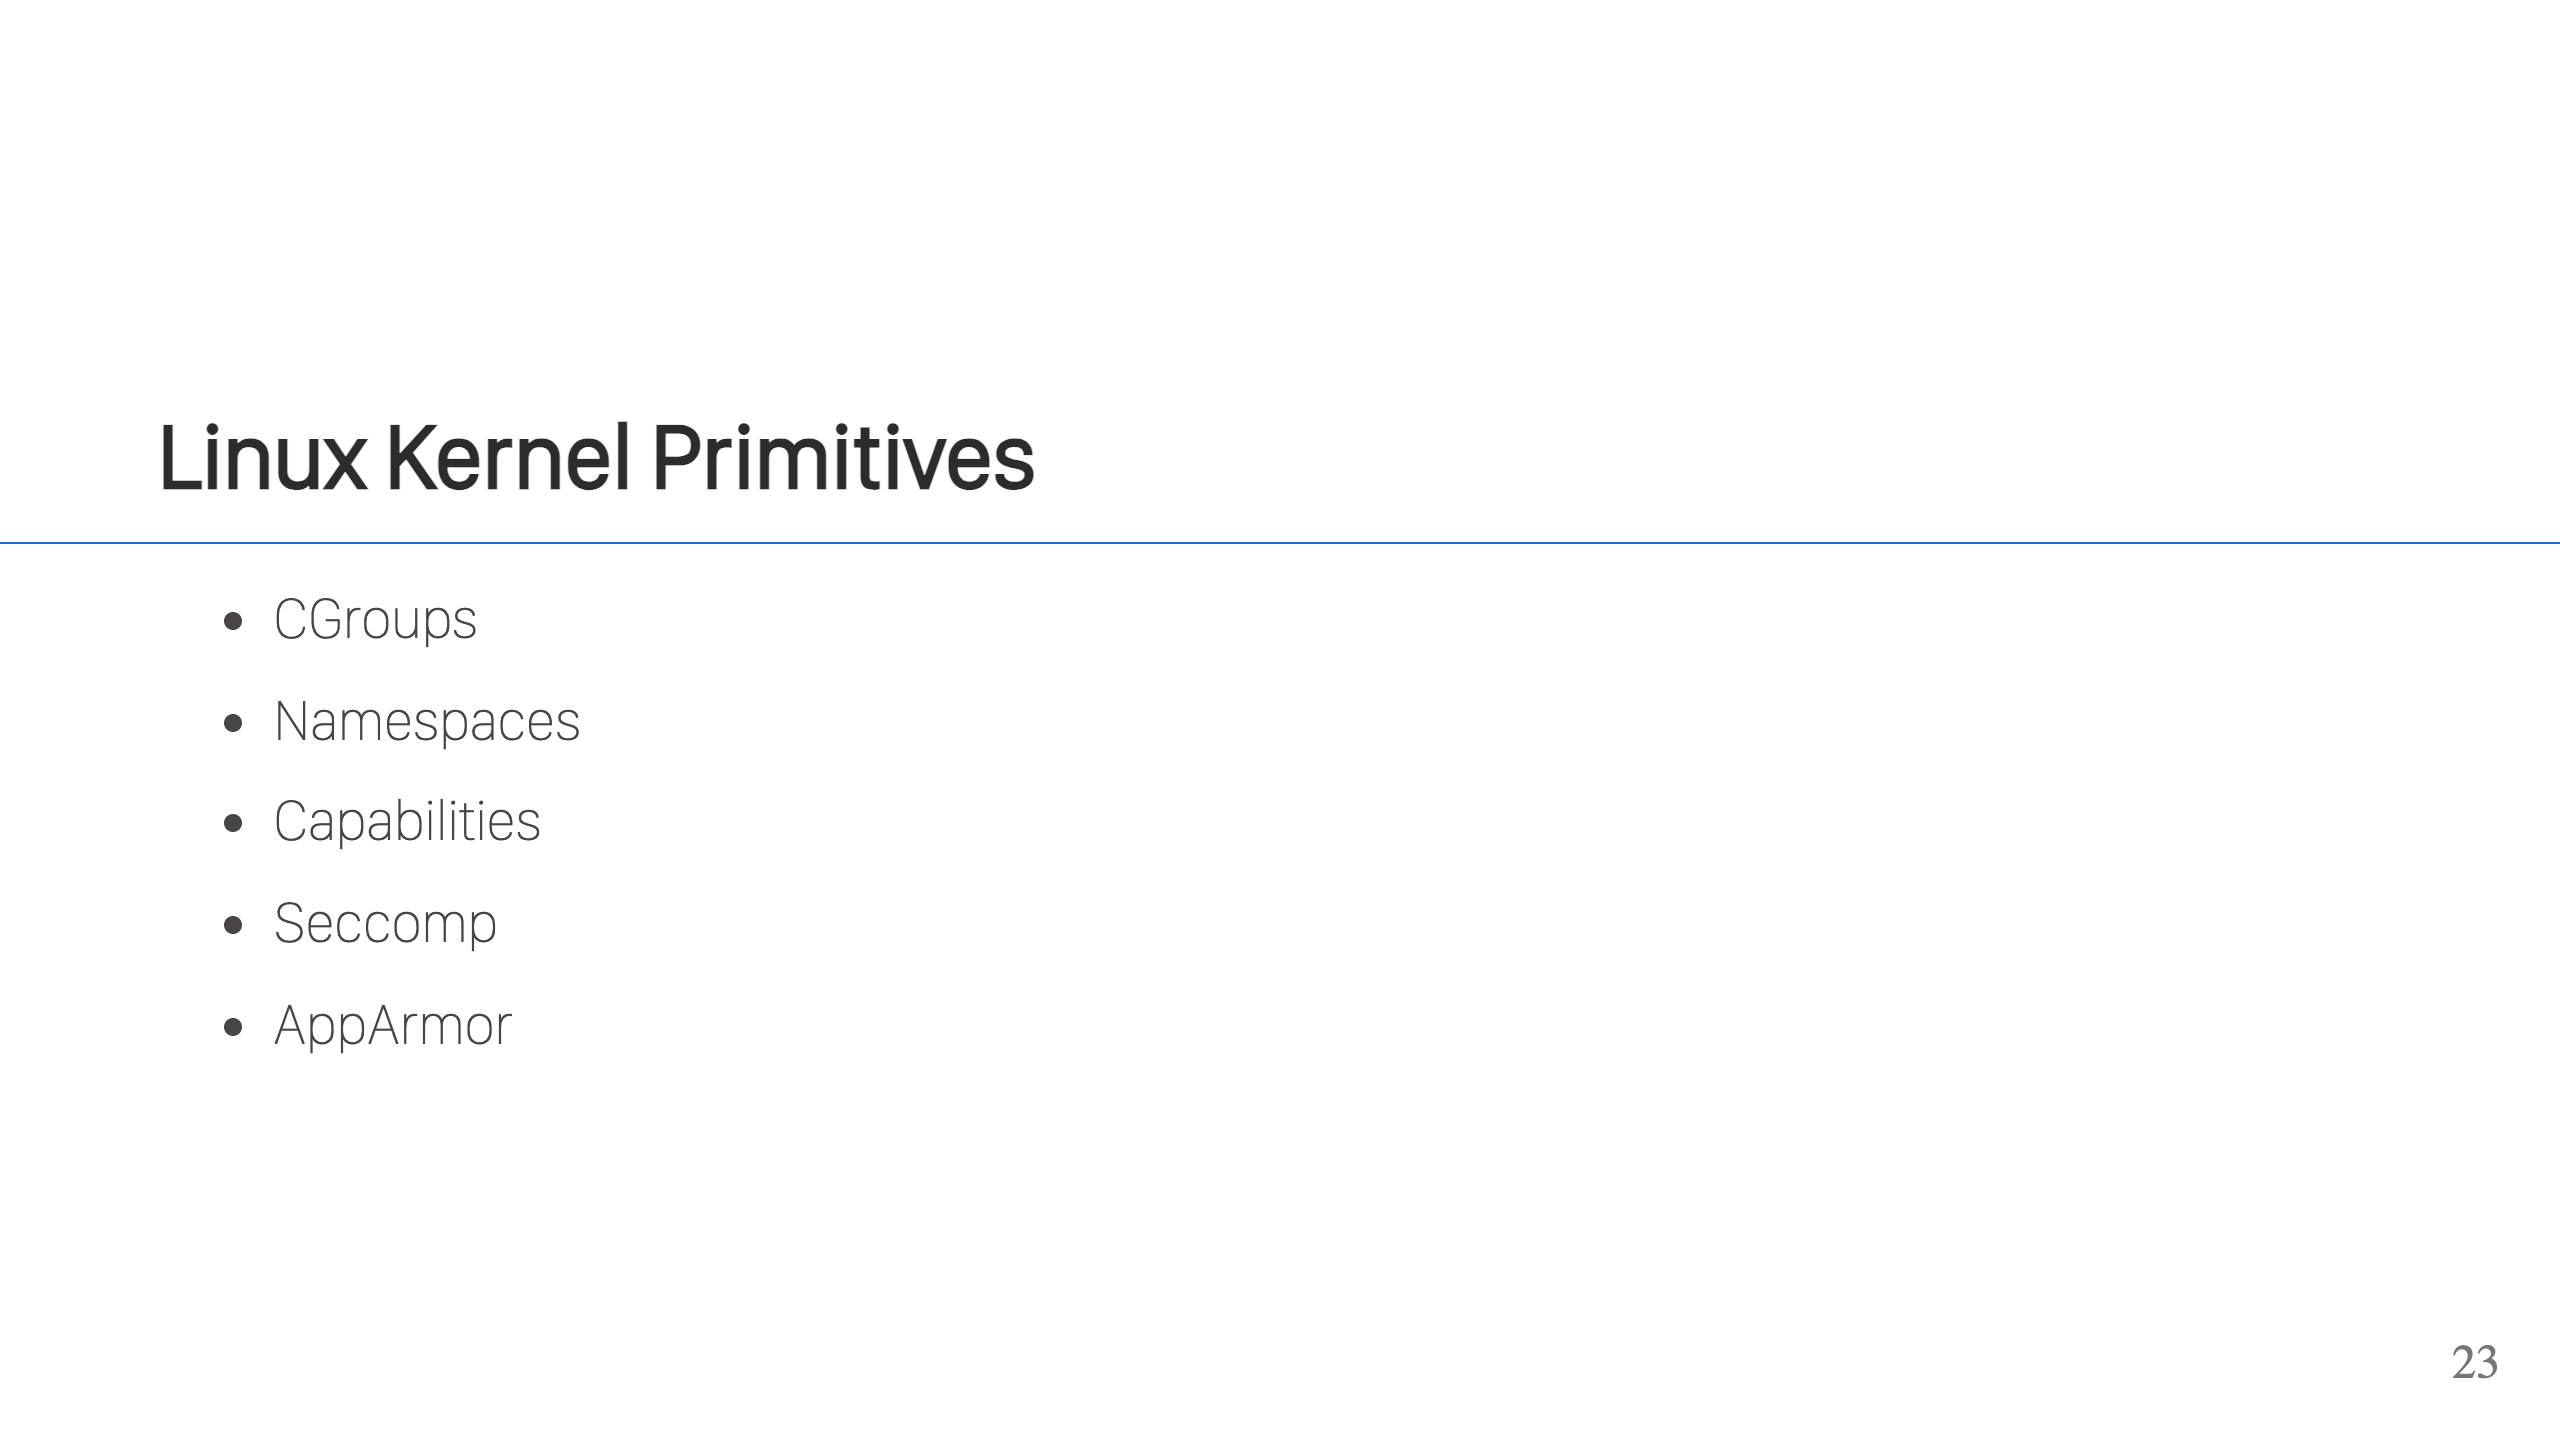 Linux Kernel Primitives
• CGroups
• Namespaces
• Capabilities
• Seccomp
• AppArmor
23